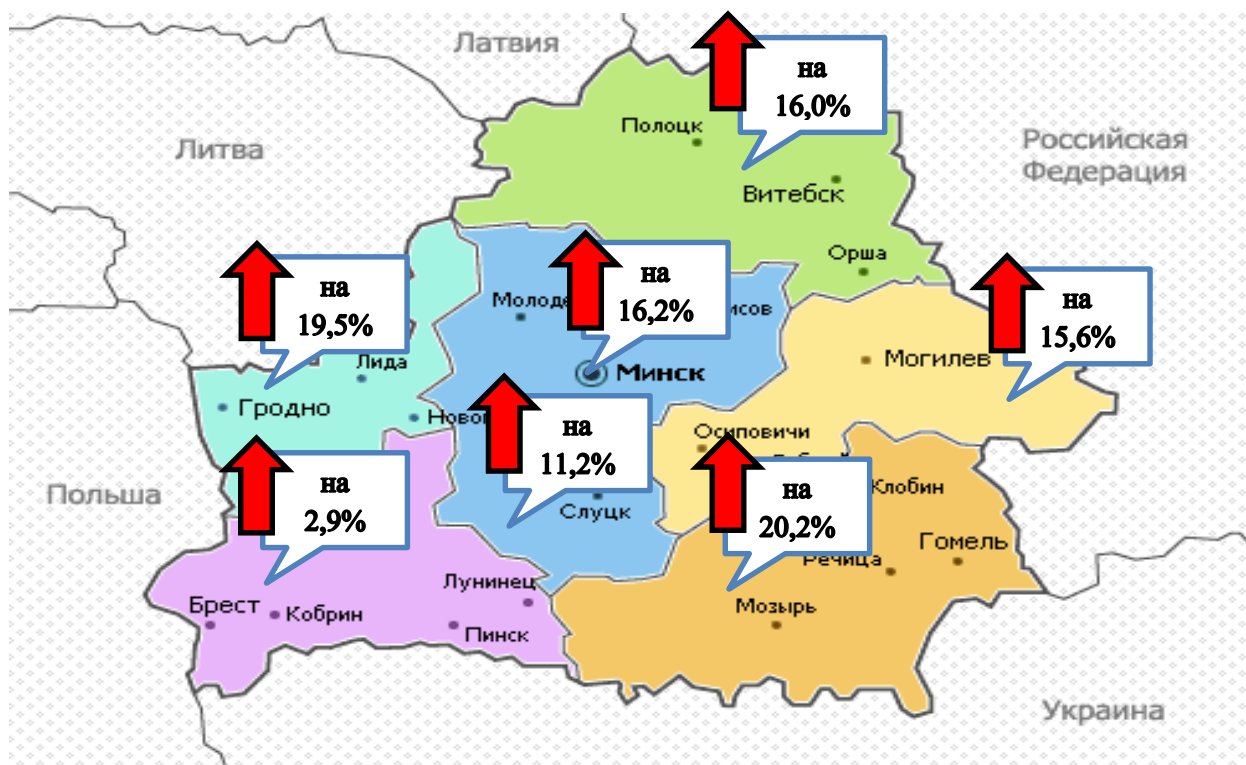 Латвия
на
16,0%
Полоцк
Российская
Федерация
Литва
Витебск
Орша
на
19,5%
на
16,2%
на
15,6%
Лида
Минск
Могилев
Гродно
на
11,2%
Осиповичи
Польша
на
2,9%
Слуцк
на
20,2%
Клобин
Гомель
Речица
Лунинец
Брест
Кобрин
Пинск
Мозырь
Украина